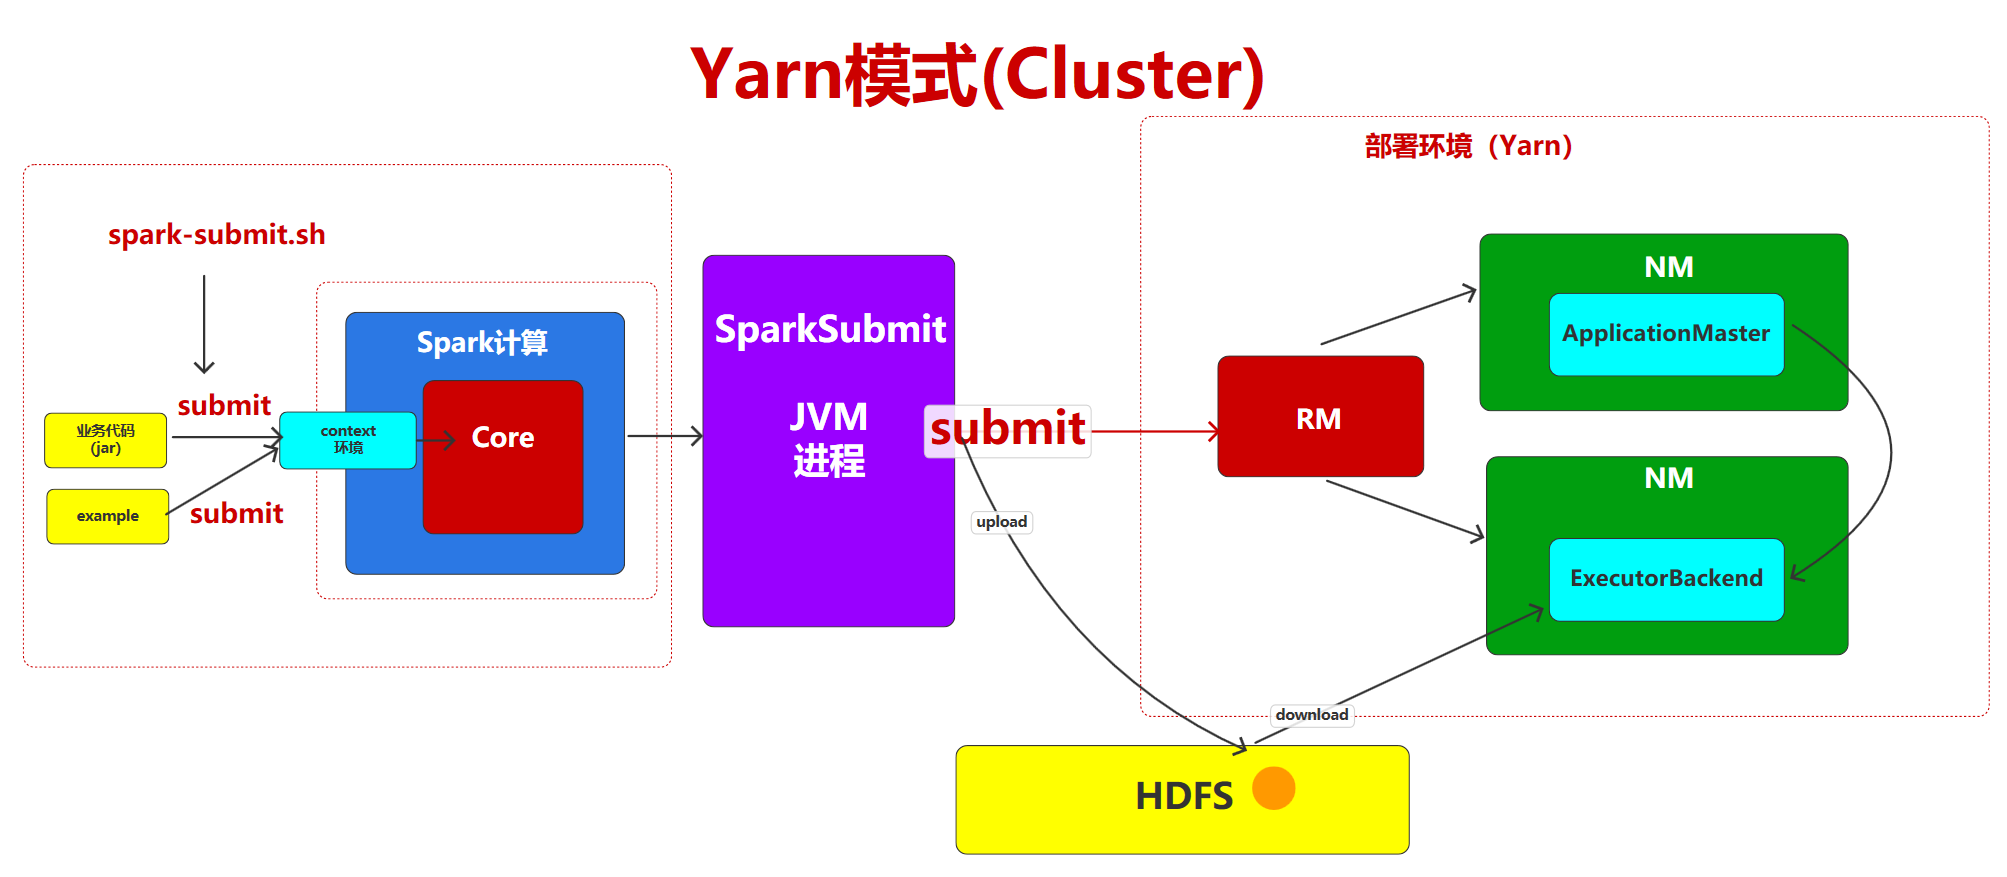 Yarn模式(Cluster)
部署环境（Yarn）
spark-submit.sh
submit
业务代码
(jar)
example
submit
context
环境
Spark计算
Core
SparkSubmit
JVM
进程
submit
upload
RM
NM
ApplicationMaster
NM
ExecutorBackend
download
HDFS